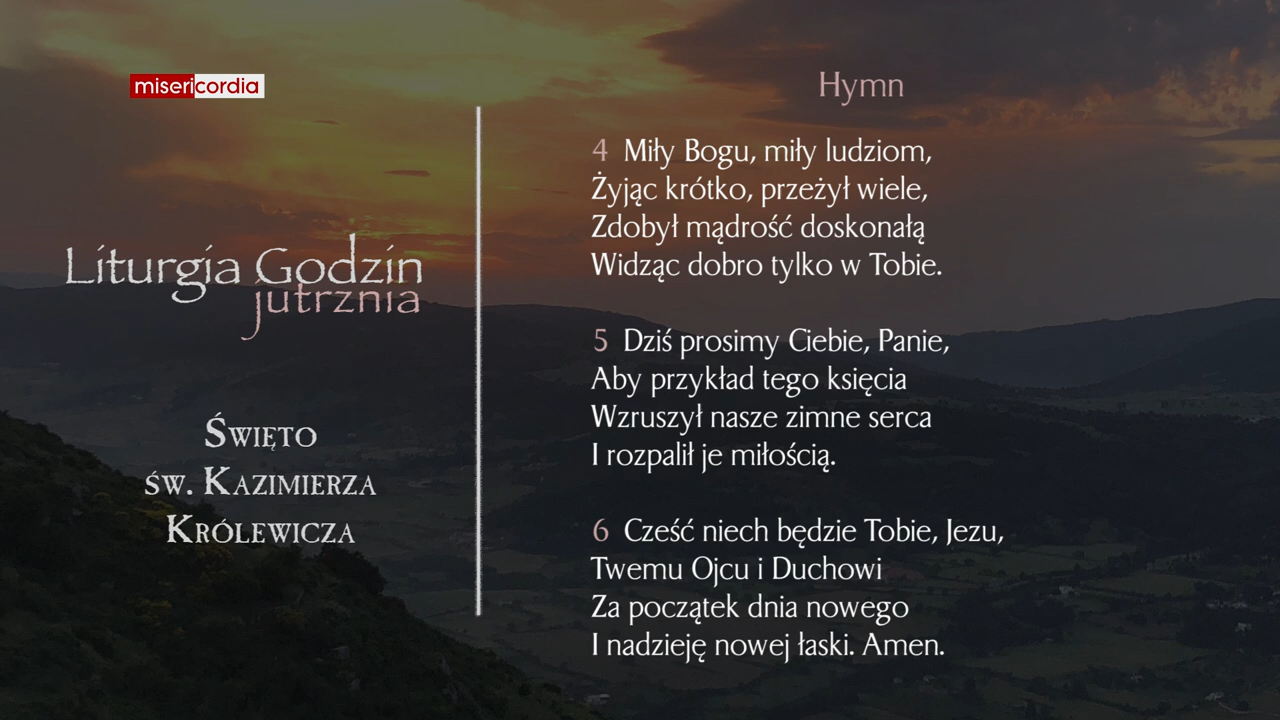 misericordia
Liturgia Godzin
jutrznia
Święto
św. Kazimierza
Królewicza
Hymn
4 Miły Bogu, miły ludziom,
Żyjąc krótko, przeżył wiele,
Zdobył mądrość doskonałą
Widząc dobro tylko w Tobie.
5 Dziś prosimy Ciebie, Panie,
Aby przykład tego księcia
Wzruszył nasze zimne serca
I rozpalił je miłością.
6 Cześć niech będzie Tobie, Jezu,
Twemu Ojcu i Duchowi
Za początek dnia nowego
I nadzieję nowej łaski. Amen.